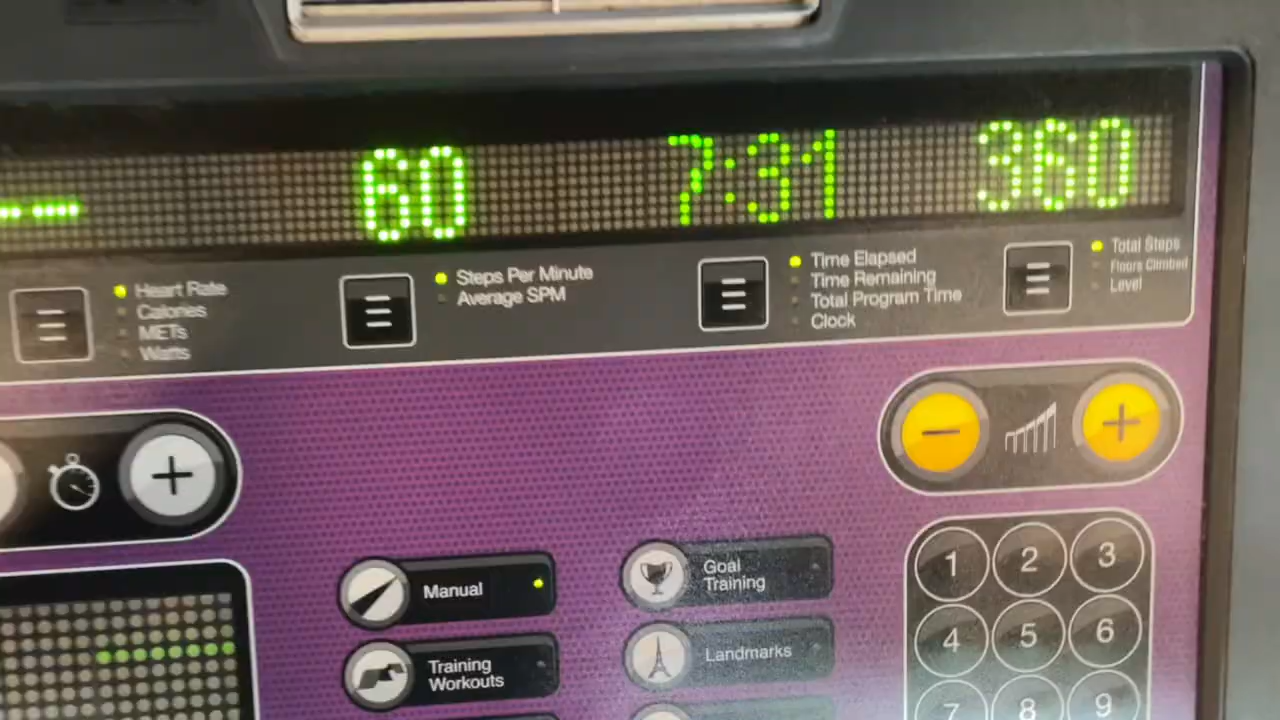 -- 60 7:31 360
Heart Rate
Calories
METs
Watts
Steps Per Minute
Average SPM
Time Elapsed
Time Remaining
Total Program Time
Clock
Total Steps
Floors Climbed
Level
Manual
Training
Workouts
Goal
Training
Landmarks
1 2 3
4 5 6
7 8 9